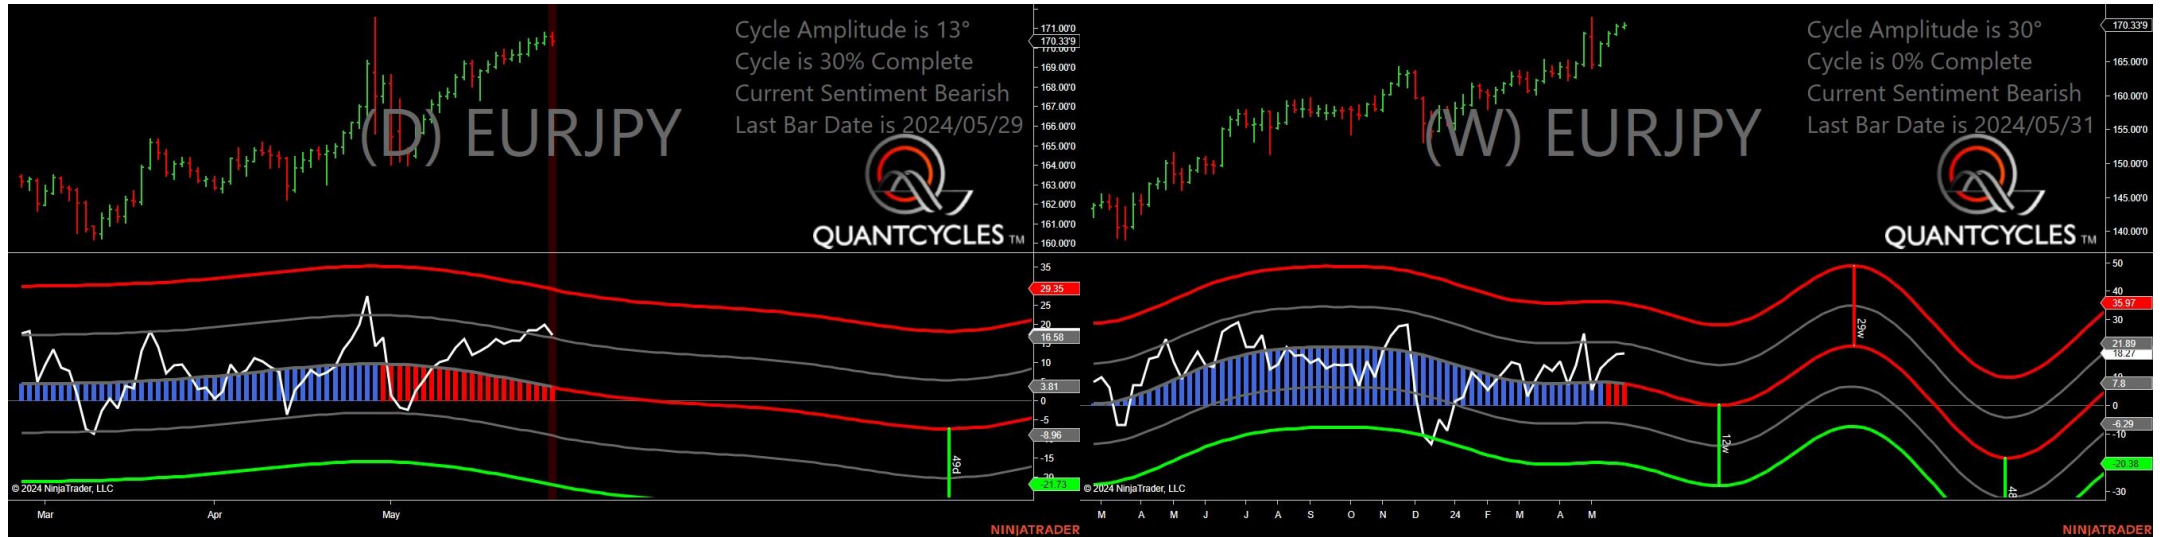 Cycle Amplitude is 13°
Cycle is 30% Complete
Current Sentiment Bearish
Last Bar Date is 2024/05/29
(D) EURJPY
QUANTCYCLES TM
171.00'0
170.33'9
170.00'0
169.00'0
168.00'0
167.00'0
166.00'0
165.00'0
164.00'0
163.00'0
162.00'0
161.00'0
160.00'0
35
29.35
25
20
16.58
10
3.81
0
-5
-8.96
-15
-20
-21.73
49d
© 2024 NinjaTrader, LLC
Mar Apr May
NINJATRADER
Cycle Amplitude is 30°
Cycle is 0% Complete
Current Sentiment Bearish
Last Bar Date is 2024/05/31
(W) EURJPY
QUANTCYCLES TM
170.33'9
165.00'0
160.00'0
155.00'0
150.00'0
145.00'0
140.00'0
50
40
35.97
30
21.89
18.27
10
7.8
0
-6.29
-10
-20.38
-30
29w
12w
48
© 2024 NinjaTrader, LLC
M A M J J A S O N D 24 F M A M
NINJATRADER